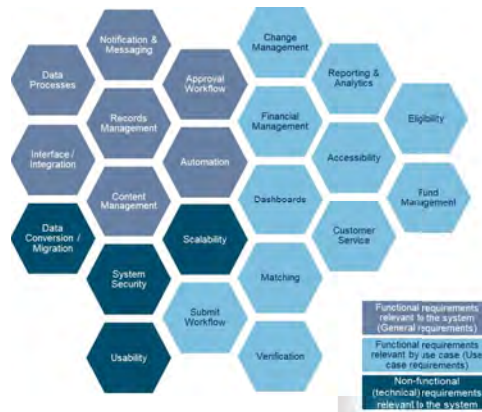 Notification &
Messaging
Change
Management
Data
Processes
Approval
Workflow
Reporting &
Analytics
Records
Management
Financial
Management
Eligibility
Interface /
Integration
Automation
Accessibility
Content
Management
Dashboards
Fund
Management
Data
Conversion /
Migration
Scalability
Customer
Service
System
Security
Matching
Submit
Workflow
Usability
Verification
Functional requirements
relevant to the system
(General requirements)
Functional requirements
relevant by use case (Use
case requirements)
Non-functional
(technical) requirements
relevant to the system